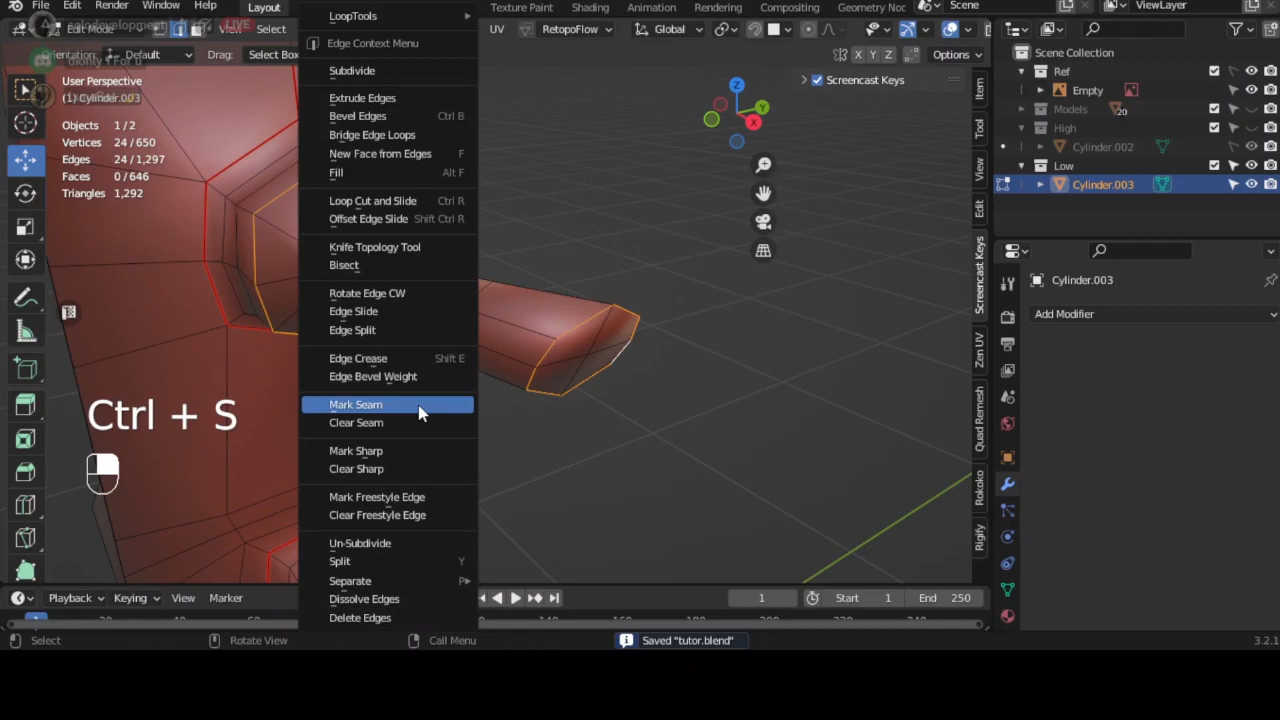 File Edit Render Window Help Layout Texture Paint Shading Animation Rendering Compositing Geometry Noc Scene ViewLayer
Edit Mode View Select UV RetopoFlow Global
LIVE
Orientation: Default Drag: Select Box X Y Z Options
User Perspective
(1) Cylinder.003
Objects 1/2
Vertices 24/650
Edges 24/1,297
Faces 0/646
Triangles 1,292
Ctrl + S
LoopTools
Edge Context Menu
Subdivide
Extrude Edges
Bevel Edges Ctrl B
Bridge Edge Loops
New Face from Edges F
Fill Alt F
Loop Cut and Slide Ctrl R
Offset Edge Slide Shift Ctrl R
Knife Topology Tool
Bisect
Rotate Edge CW
Edge Slide
Edge Split
Edge Crease Shift E
Edge Bevel Weight
Mark Seam
Clear Seam
Mark Sharp
Clear Sharp
Mark Freestyle Edge
Clear Freestyle Edge
Un-Subdivide
Split Y
Separate P
Dissolve Edges
Delete Edges
Screencast Keys
Z
Y
X
Item
Tool
View
Edit
Screencast Keys
Zen UV
Quad Remesh
Rokoko
Rigify
Scene Collection
Ref
Empty
Models 20
High
Cylinder.002
Low
Cylinder.003
Cylinder.003
Add Modifier
Playback Keying View Marker 1 Start 1 End 250
Select Rotate View Call Menu Saved "tutor.blend" 3.2.1